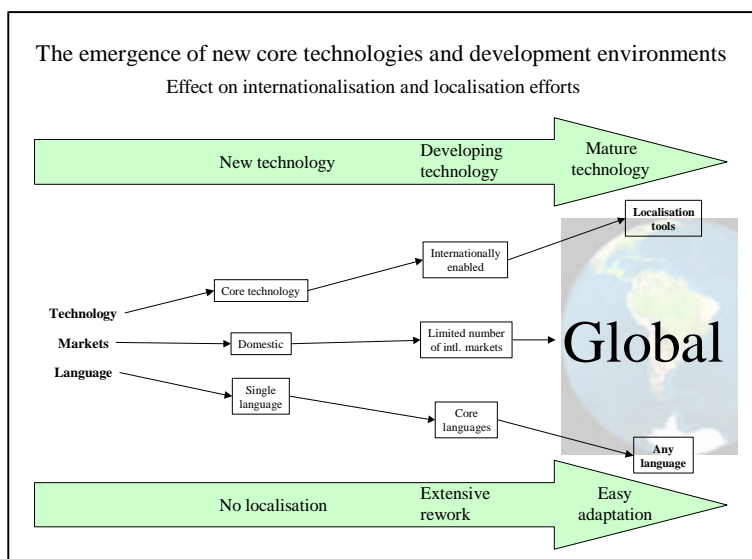 The emergence of new core technologies and development environments
Effect on internationalisation and localisation efforts
New technology
Developing
technology
Mature
technology
Localisation
tools
Internationally
enabled
Core technology
Technology
Markets
Domestic
Limited number
of intl. markets
Global
Language
Single
language
Core
languages
Any
language
No localisation
Extensive
rework
Easy
adaptation